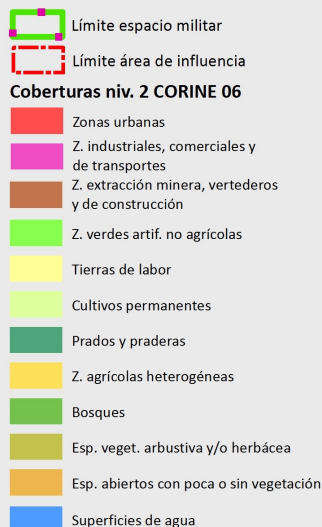 Límite espacio militar
Límite área de influencia
Coberturas niv. 2 CORINE 06
Zonas urbanas
Z. industriales, comerciales y
de transportes
Z. extracción minera, vertederos
y de construcción
Z. verdes artif. no agrícolas
Tierras de labor
Cultivos permanentes
Prados y praderas
Z. agrícolas heterogéneas
Bosques
Esp. veget. arbustiva y/o herbácea
Esp. abiertos con poca o sin vegetación
Superficies de agua